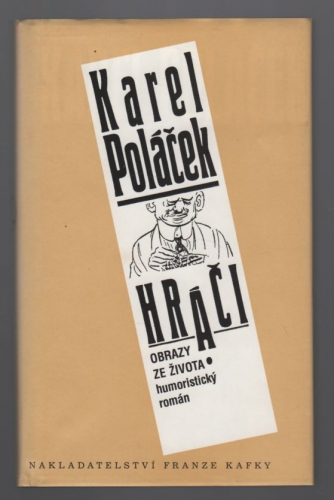 Karel
Poláček
HRÁČI
OBRAZY
ZE ŽIVOTA •
humoristický
román
NAKLADATELSTVÍ FRANZE KAFKY